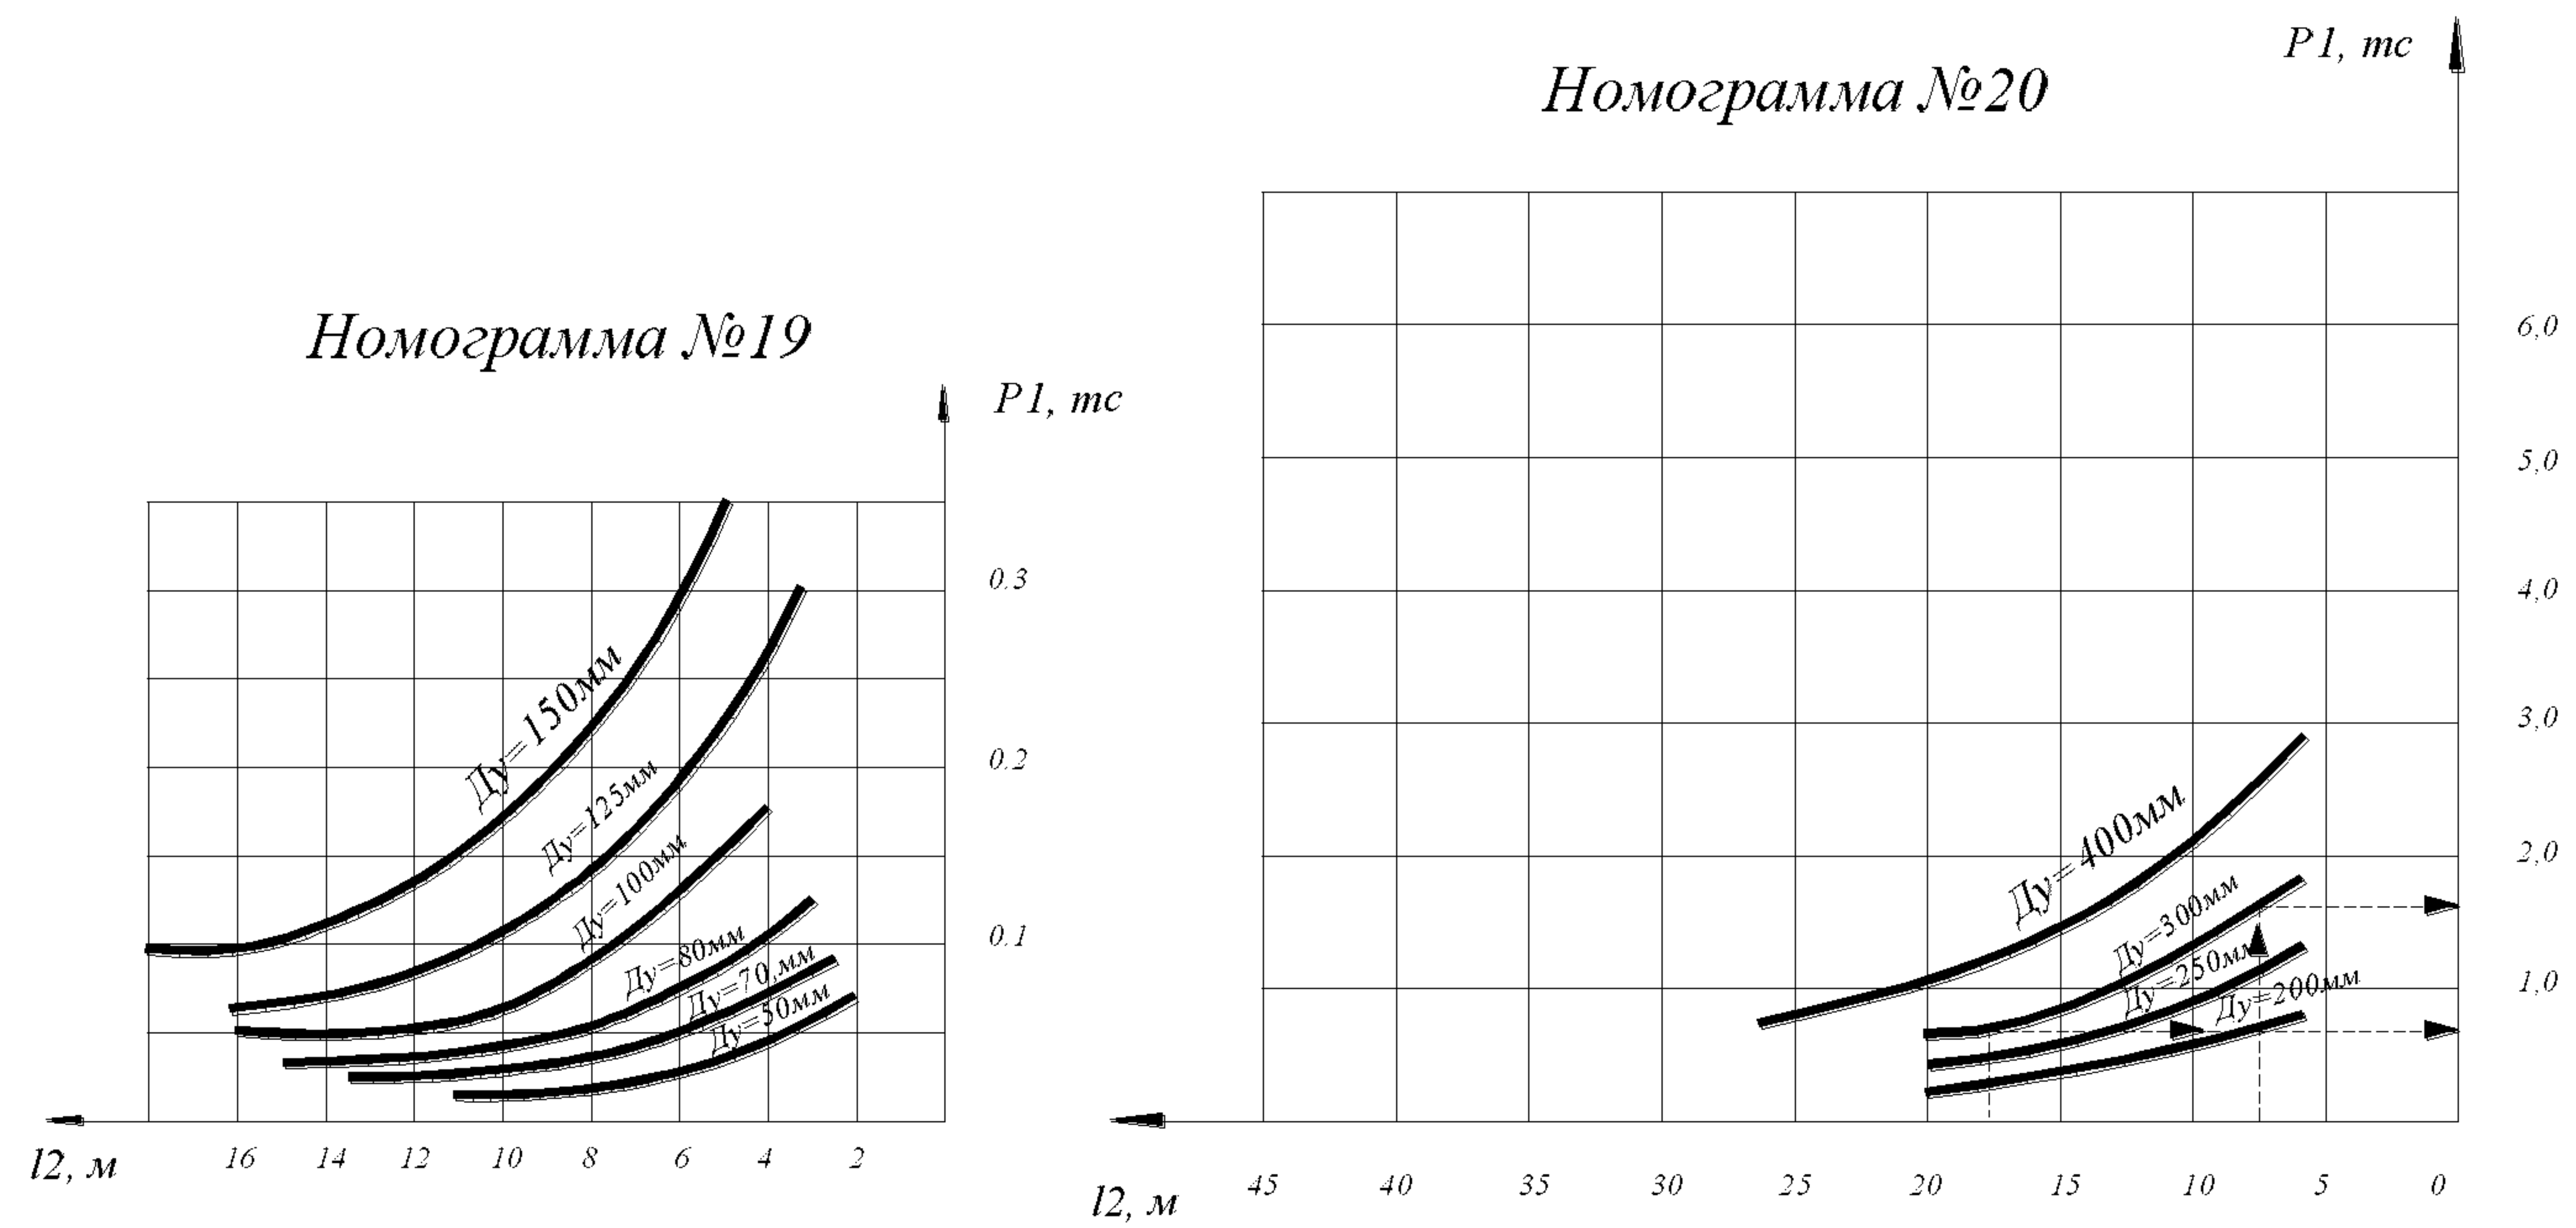 Номограмма №19
P1, тс
0.3
0.2
0.1
Ду=150мм
Ду=125мм
Ду=100мм
Ду=80мм
Ду=70,мм
Ду=50мм
16 14 12 10 8 6 4 2
l2, м
Номограмма №20
P1, тс
6,0
5,0
4,0
3,0
2,0
1,0
Ду=400мм
Ду=300мм
Ду=250мм
Ду=200мм
45 40 35 30 25 20 15 10 5 0
l2, м